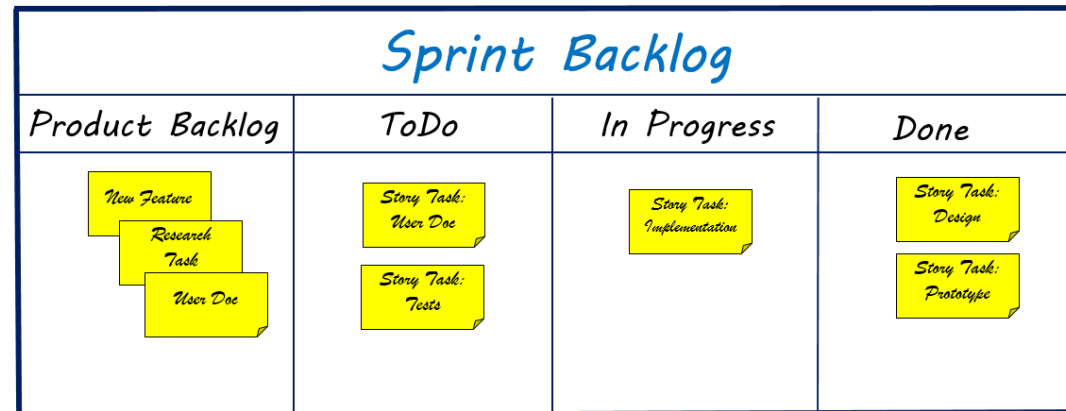 Sprint Backlog
Product Backlog
ToDo
In Progress
Done
New Feature
Research
Task
User Doc
Story Task:
User Doc
Story Task:
Tests
Story Task:
Implementation
Story Task:
Design
Story Task:
Prototype